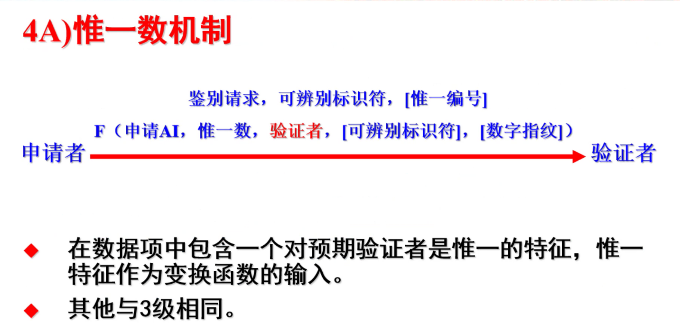 4A)惟一数机制
鉴别请求，可辨别标识符，[惟一编号]
F（申请AI，惟一数，验证者，[可辨别标识符]，[数字指纹]）
申请者 验证者
在数据项中包含一个对预期验证者是惟一的特征，惟一
特征作为变换函数的输入。
其他与3级相同。